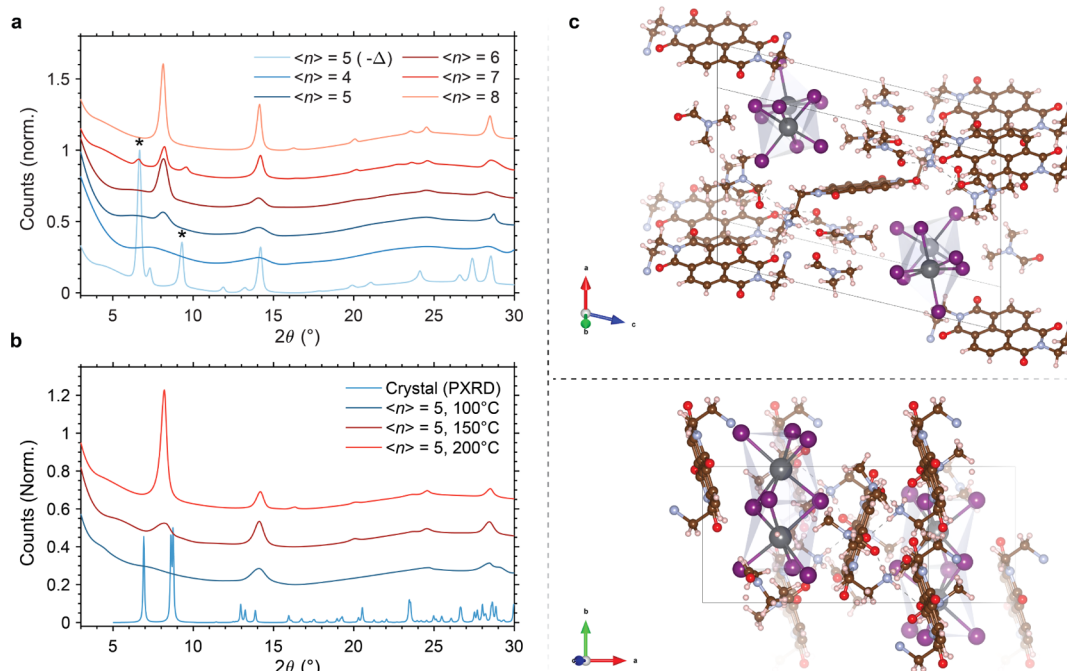 a
<n> = 5 (-Δ)
<n> = 4
<n> = 5
<n> = 6
<n> = 7
<n> = 8
*
*
Counts (norm.)
1.5
1
0.5
0
5 10 15 20 25 30
2θ (°)
b
Crystal (PXRD)
<n> = 5, 100°C
<n> = 5, 150°C
<n> = 5, 200°C
Counts (Norm.)
1.2
1
0.8
0.6
0.4
0.2
0
5 10 15 20 25 30
2θ (°)
c
a
b
c
b
c
a